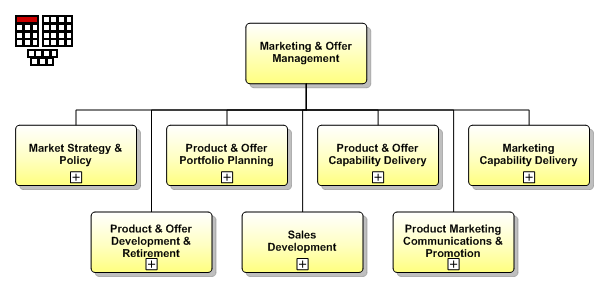 Marketing & Offer
Management
Market Strategy &
Policy
Product & Offer
Portfolio Planning
Product & Offer
Capability Delivery
Marketing
Capability Delivery
Product & Offer
Development &
Retirement
Sales
Development
Product Marketing
Communications &
Promotion